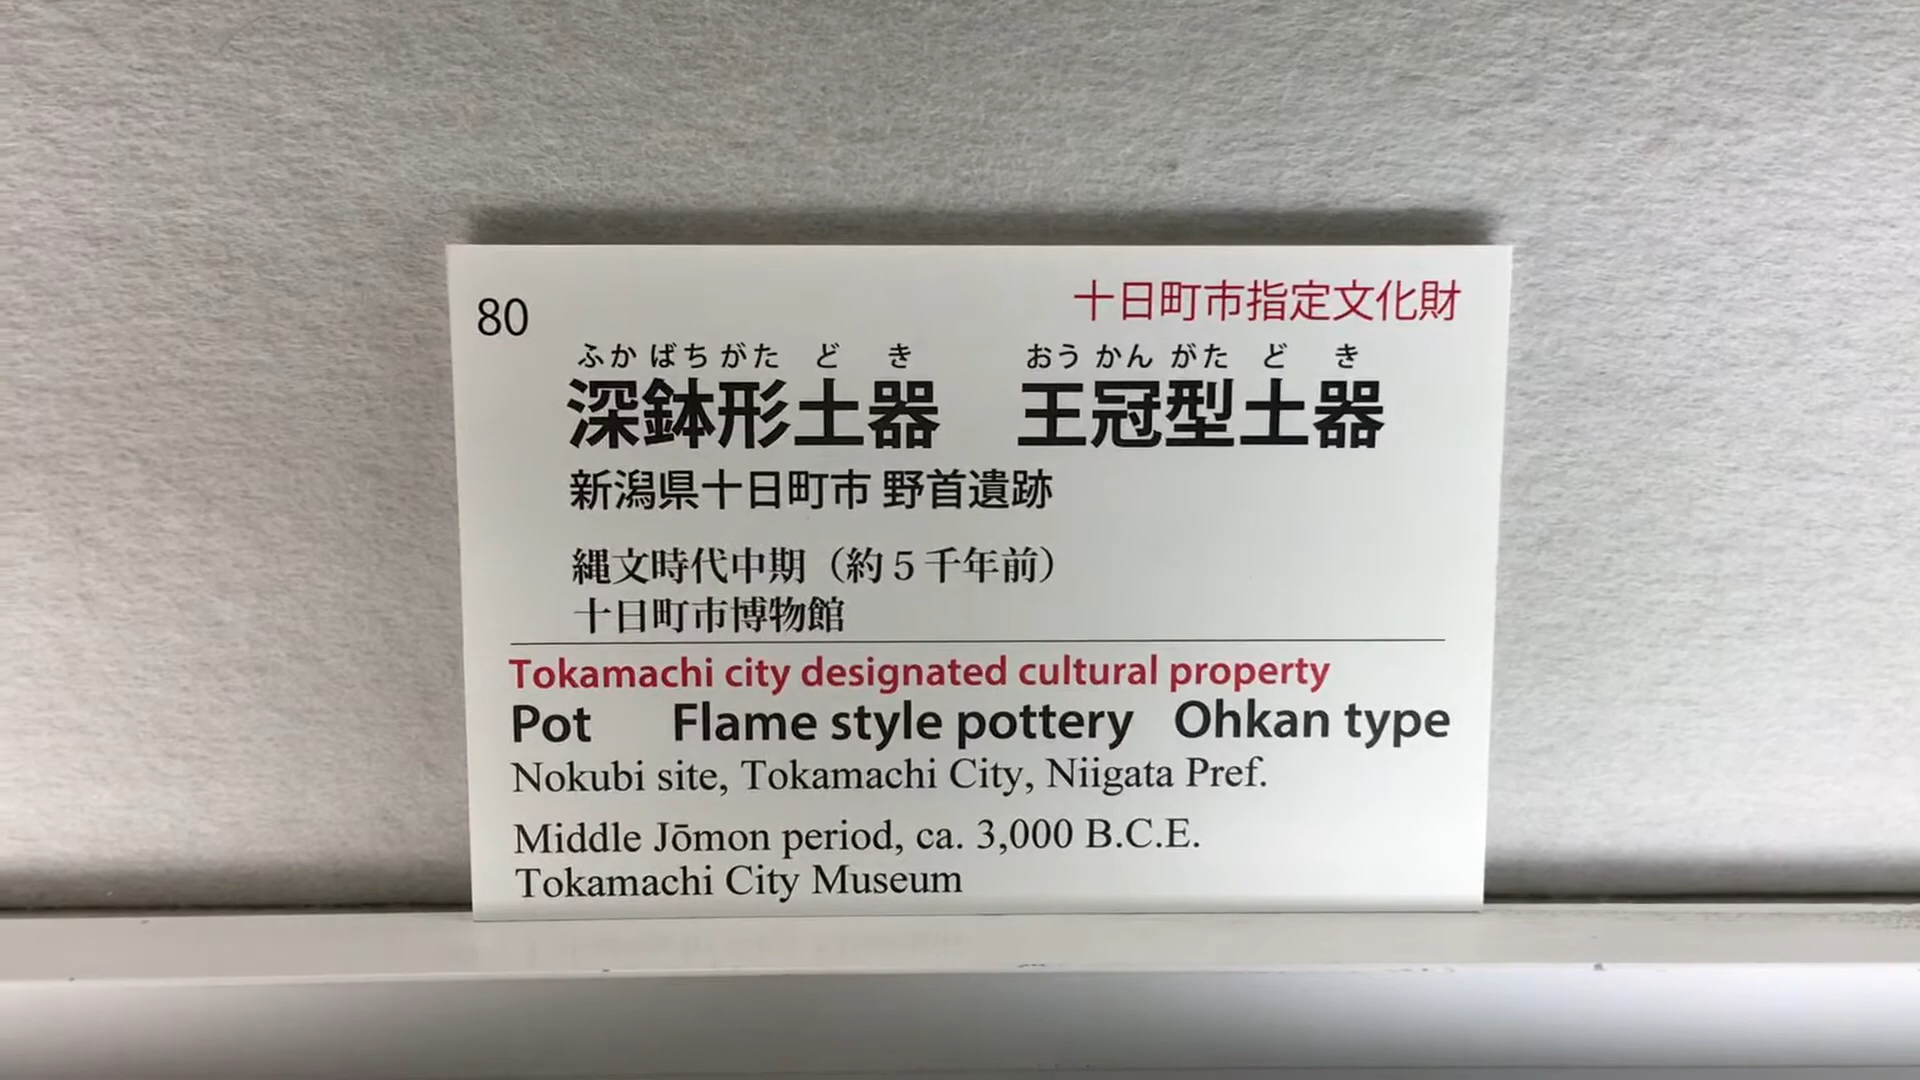 80
十日町市指定文化財
ふかばちがたどき おうかんがたどき
深鉢形土器 王冠型土器
新潟県十日町市 野首遺跡
縄文時代中期（約5千年前）
十日町市博物館
Tokamachi city designated cultural property
Pot Flame style pottery Ohkan type
Nokubi site, Tokamachi City, Niigata Pref.
Middle Jōmon period, ca. 3,000 B.C.E.
Tokamachi City Museum